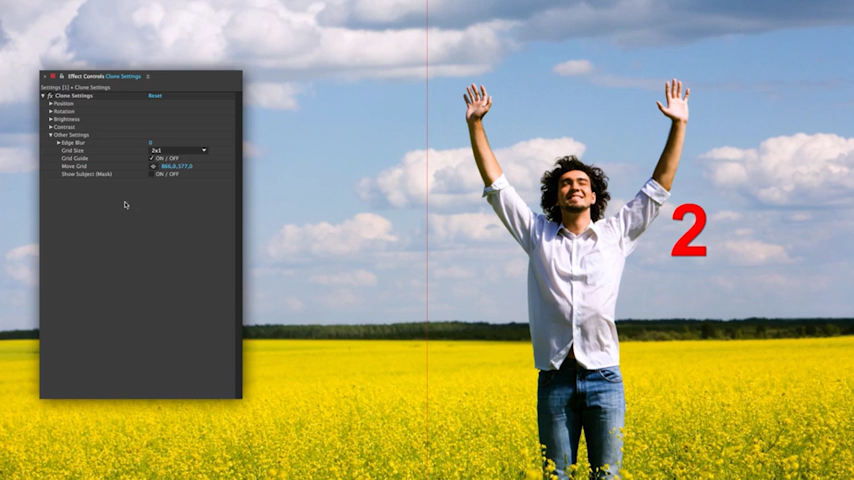 Effect Controls Clone Settings
Settings [1] • Clone Settings
fx Clone Settings Reset
Position
Rotation
Brightness
Contrast
Other Settings
Edge Blur 0
Grid Size 2x1
Grid Guide ON / OFF
Move Grid 866,0,577,0
Show Subject (Mask) ON / OFF
2